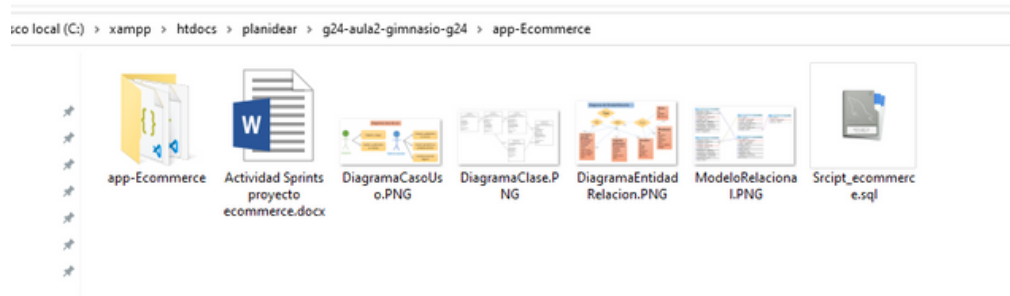 sco local (C:) > xampp > htdocs > planidear > g24-aula2-gimnasio-g24 > app-Ecommerce
W
app-Ecommerce
Actividad Sprints
proyecto
ecommerce.docx
DiagramaCasoUs
o.PNG
DiagramaClase.P
NG
DiagramaEntidad
Relacion.PNG
ModeloRelaciona
l.PNG
Srcipt_ecommerc
e.sql